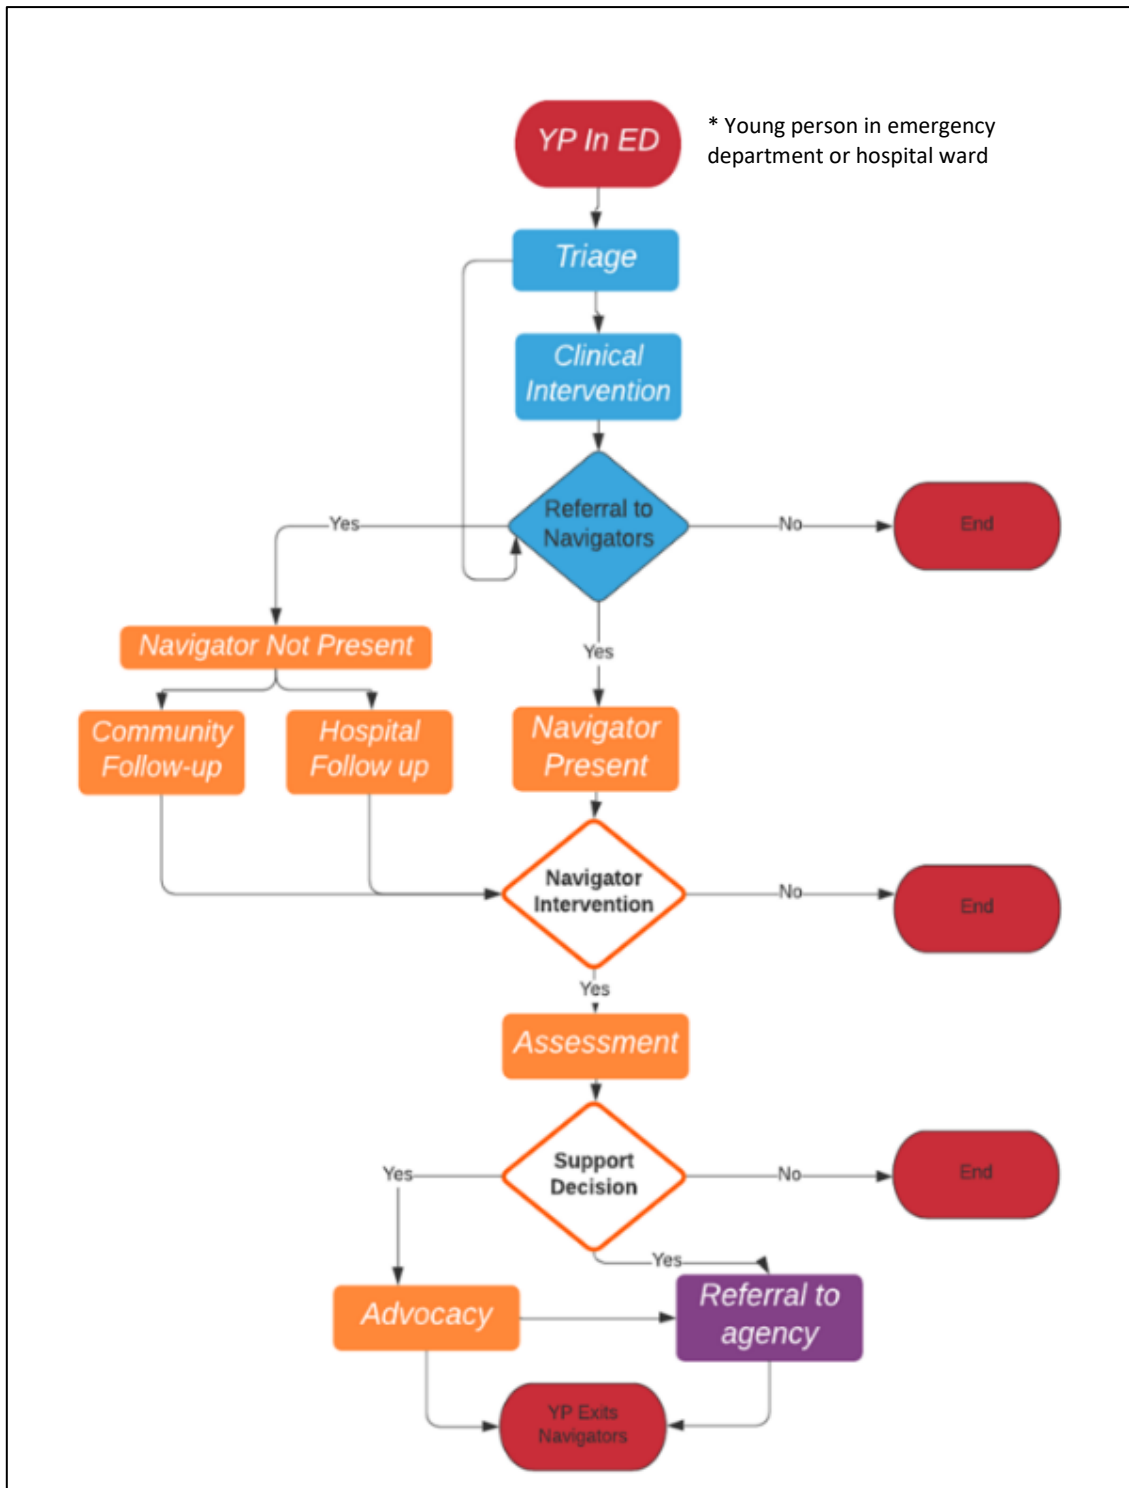 YP In ED
* Young person in emergency
department or hospital ward
Triage
Clinical
Intervention
Referral to
Navigators
Yes
No
End
Yes
Navigator Not Present
Community
Follow-up
Hospital
Follow up
Navigator
Present
Navigator
Intervention
No
End
Yes
Assessment
Support
Decision
Yes
No
End
Yes
Advocacy
Referral to
agency
YP Exits
Navigators